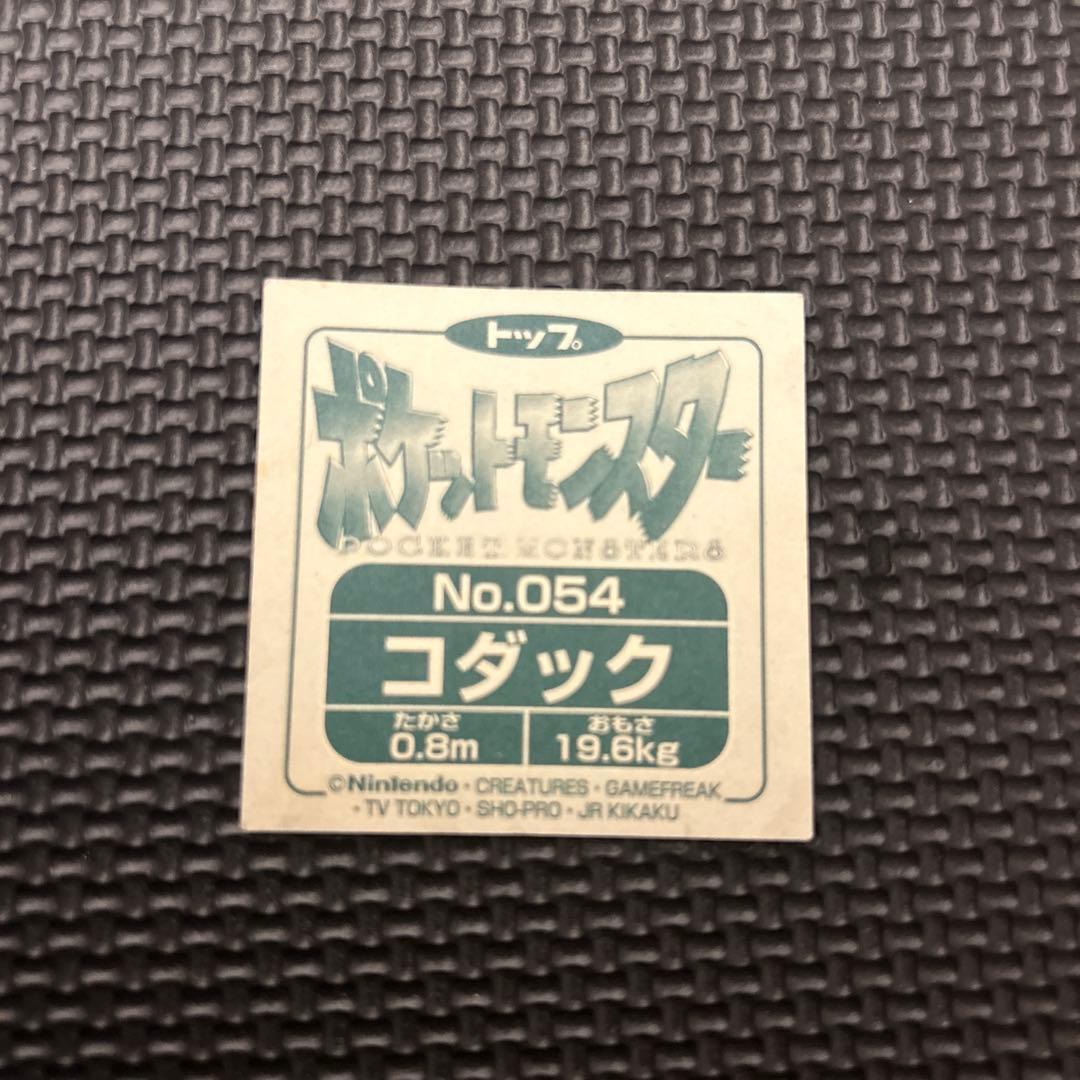 トップ。
ポケットモンスター
POCKET MONSTERS
No.054
コダック
たかさ おもさ
0.8m 19.6kg
©Nintendo・CREATURES・GAMEFREAK
・TV TOKYO・SHO-PRO・JR KIKAKU